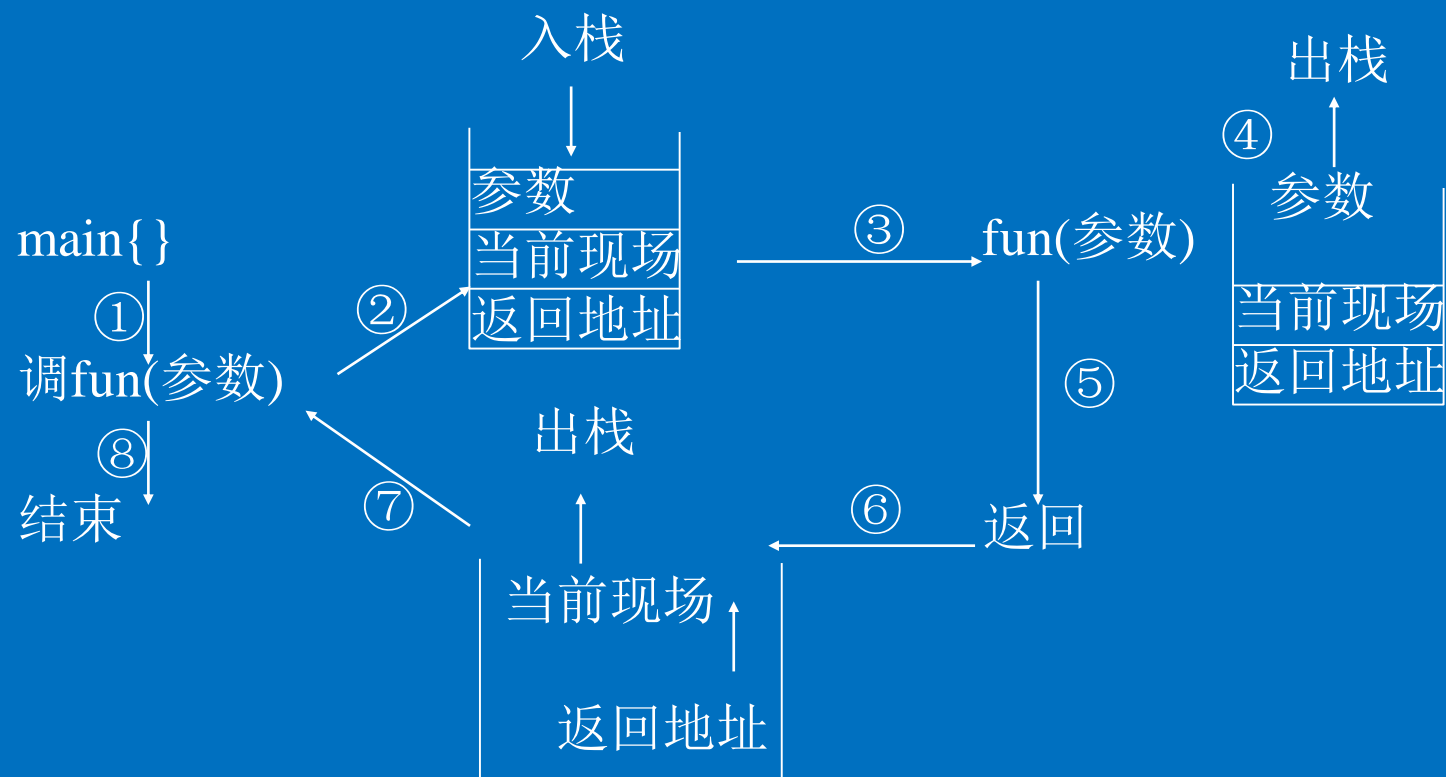 入栈
出栈
④
参数
参数
main{}
当前现场
③
fun(参数)
①
②
返回地址
当前现场
返回地址
调fun(参数)
⑤
⑧
出栈
结束
⑦
⑥
返回
当前现场
返回地址